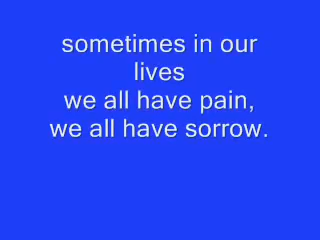 sometimes in our
lives
we all have pain,
we all have sorrow.